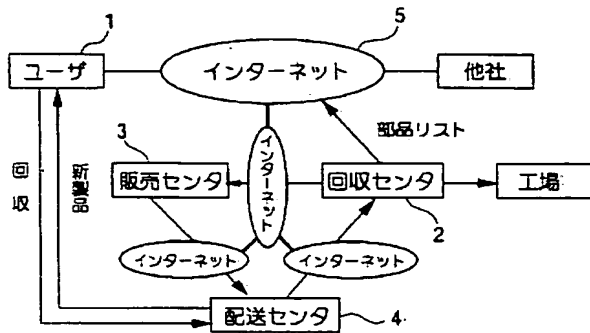 1
5
ユーザ
インターネット
他社
回収
新製品
3
インターネット
部品リスト
販売センタ
回収センタ
工場
2
インターネット
インターネット
配送センタ
4